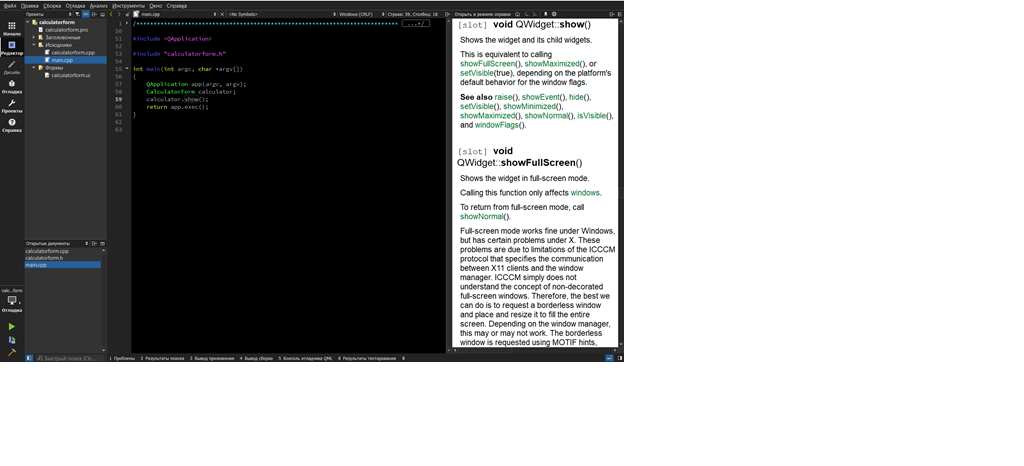 Файл Правка Сборка Отладка Анализ Инструменты Окно Справка
Проекты
main.cpp
<No Symbols>
Windows (CRLF)
Строка: 59, Столбец: 18
Открыть в режиме справки
Начало
Редактор
Дизайн
Отладка
Проекты
Справка
calculatorform
calculatorform.pro
Заголовочные
Исходники
calculatorform.cpp
main.cpp
Формы
calculatorform.ui
Открытые документы
calculatorform.cpp
calculatorform.h
main.cpp
calc...form
Отладка
1 /**********************************************************************
...*/
50
51 #include <QApplication>
52
53 #include "calculatorform.h"
54
55 int main(int argc, char *argv[])
56 {
57 QApplication app(argc, argv);
58 CalculatorForm calculator;
59 calculator.show();
60 return app.exec();
61 }
62
63
[slot] void QWidget::show()
Shows the widget and its child widgets.
This is equivalent to calling
showFullScreen(), showMaximized(), or
setVisible(true), depending on the platform's
default behavior for the window flags.
See also raise(), showEvent(), hide(),
setVisible(), showMinimized(),
showMaximized(), showNormal(), isVisible(),
and windowFlags().
[slot] void
QWidget::showFullScreen()
Shows the widget in full-screen mode.
Calling this function only affects windows.
To return from full-screen mode, call
showNormal().
Full-screen mode works fine under Windows,
but has certain problems under X. These
problems are due to limitations of the ICCCM
protocol that specifies the communication
between X11 clients and the window
manager. ICCCM simply does not
understand the concept of non-decorated
full-screen windows. Therefore, the best we
can do is to request a borderless window
and place and resize it to fill the entire
screen. Depending on the window manager,
this may or may not work. The borderless
window is requested using MOTIF hints,
Быстрый поиск (Ct...
1 Проблемы 2 Результаты поиска 3 Вывод приложения 4 Вывод сборки 5 Консоль отладчика QML 8 Результаты тестирования